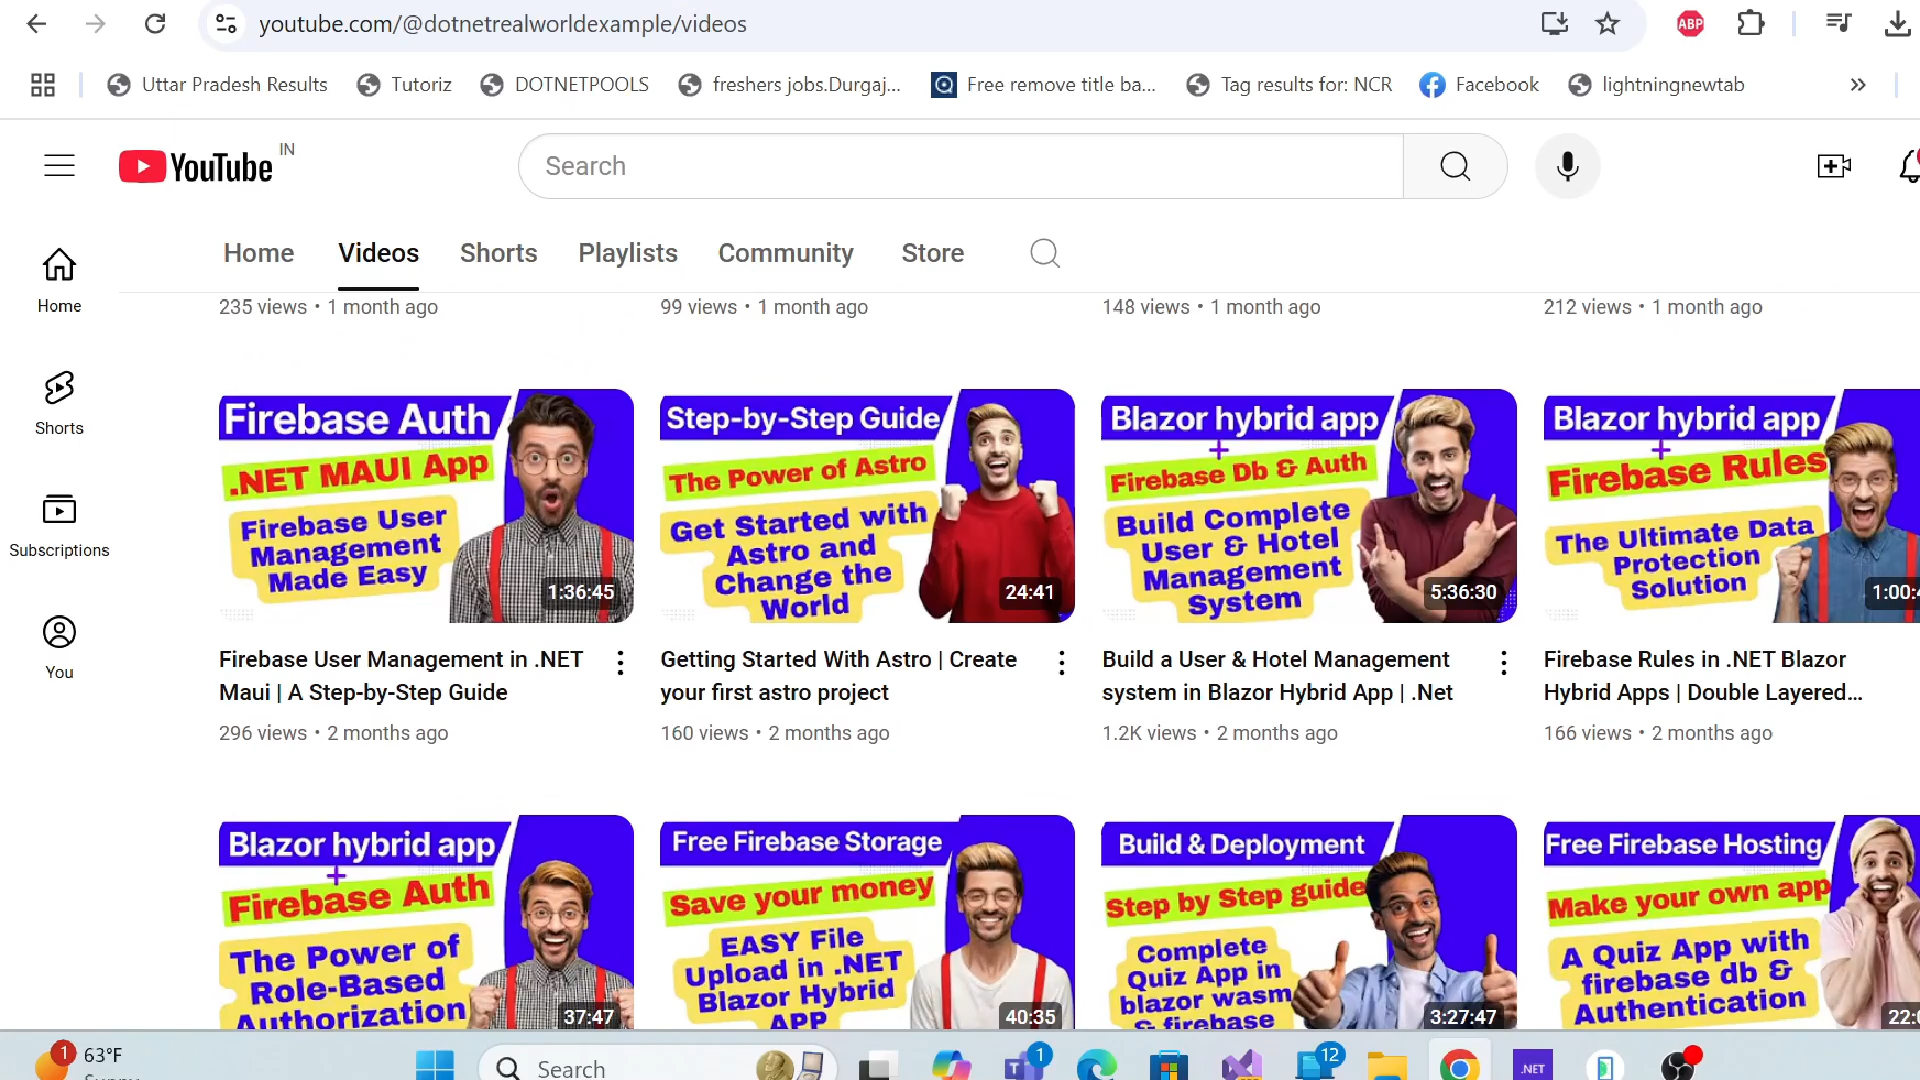 youtube.com/@dotnetrealworldexample/videos
ABP
Uttar Pradesh Results
Tutoriz
DOTNETPOOLS
freshers jobs.Durgaj...
Free remove title ba...
Tag results for: NCR
Facebook
lightningnewtab
YouTube
IN
Search
Home
Videos
Shorts
Playlists
Community
Store
Home
Shorts
Subscriptions
You
235 views • 1 month ago
99 views • 1 month ago
148 views • 1 month ago
212 views • 1 month ago
Firebase Auth
.NET MAUI App
Firebase User
Management
Made Easy
1:36:45
Step-by-Step Guide
The Power of Astro
Get Started with
Astro and
Change the
World
24:41
Blazor hybrid app
+
Firebase Db & Auth
Build Complete
User & Hotel
Management
System
5:36:30
Blazor hybrid app
+
Firebase Rules
The Ultimate Data
Protection
Solution
1:00:
Firebase User Management in .NET
Maui | A Step-by-Step Guide
296 views • 2 months ago
Getting Started With Astro | Create
your first astro project
160 views • 2 months ago
Build a User & Hotel Management
system in Blazor Hybrid App | .Net
1.2K views • 2 months ago
Firebase Rules in .NET Blazor
Hybrid Apps | Double Layered...
166 views • 2 months ago
Blazor hybrid app
+
Firebase Auth
The Power of
Role-Based
Authorization
37:47
Free Firebase Storage
Save your money
EASY File
Upload in .NET
Blazor Hybrid
APP
40:35
Build & Deployment
Step by Step guide
Complete
Quiz App in
blazor wasm
& firebase
3:27:47
Free Firebase Hosting
Make your own app
A Quiz App with
firebase db &
Authentication
22:
1
63°F
Sunny
Search
1
12
.NET